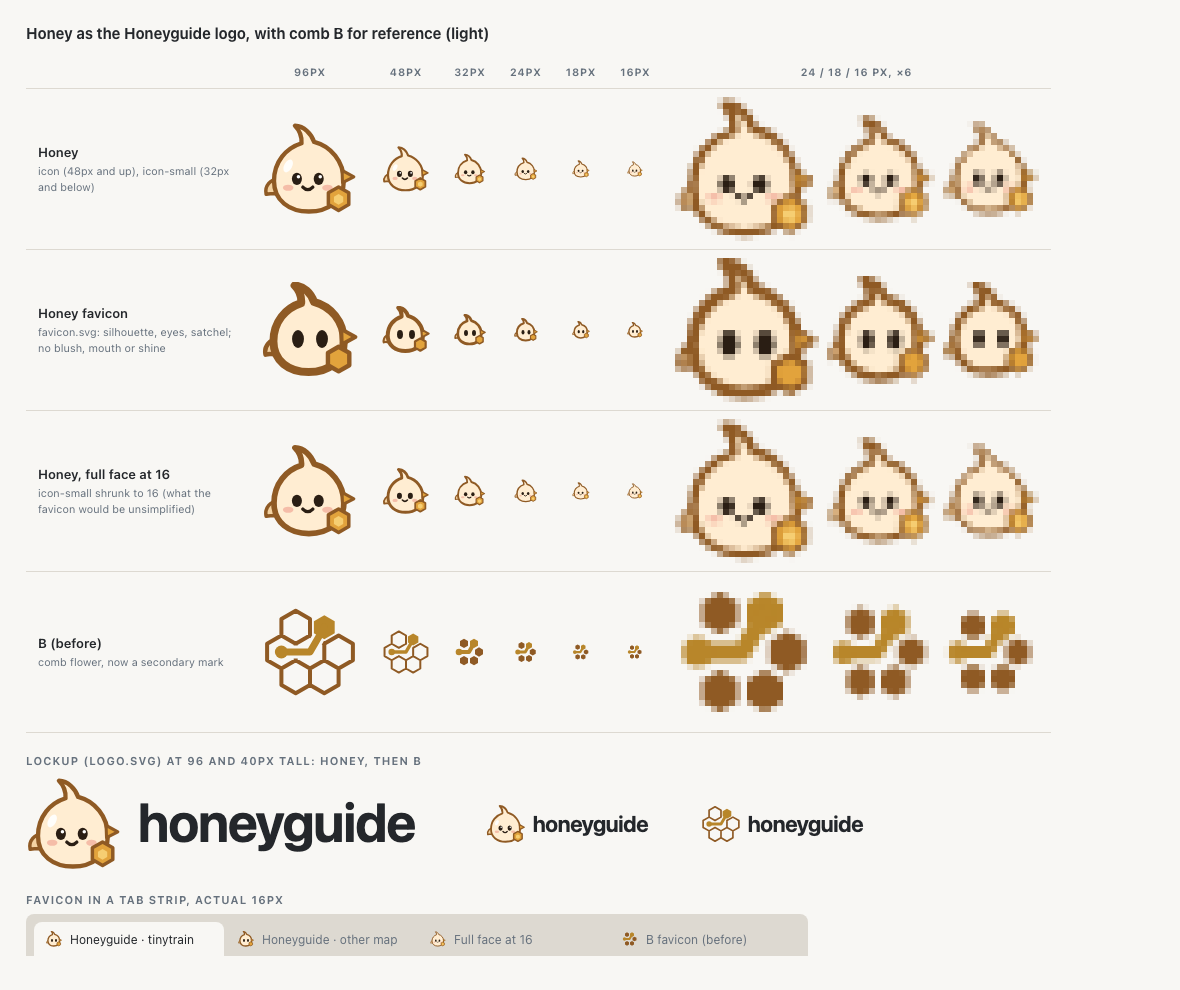 Honey as the Honeyguide logo, with comb B for reference (light)
96PX 48PX 32PX 24PX 18PX 16PX 24 / 18 / 16 PX, ×6
Honey
icon (48px and up), icon-small (32px
and below)
Honey favicon
favicon.svg: silhouette, eyes, satchel;
no blush, mouth or shine
Honey, full face at 16
icon-small shrunk to 16 (what the
favicon would be unsimplified)
B (before)
comb flower, now a secondary mark
LOCKUP (LOGO.SVG) AT 96 AND 40PX TALL: HONEY, THEN B
honeyguide honeyguide honeyguide
FAVICON IN A TAB STRIP, ACTUAL 16PX
Honeyguide · tinytrain Honeyguide · other map Full face at 16 B favicon (before)